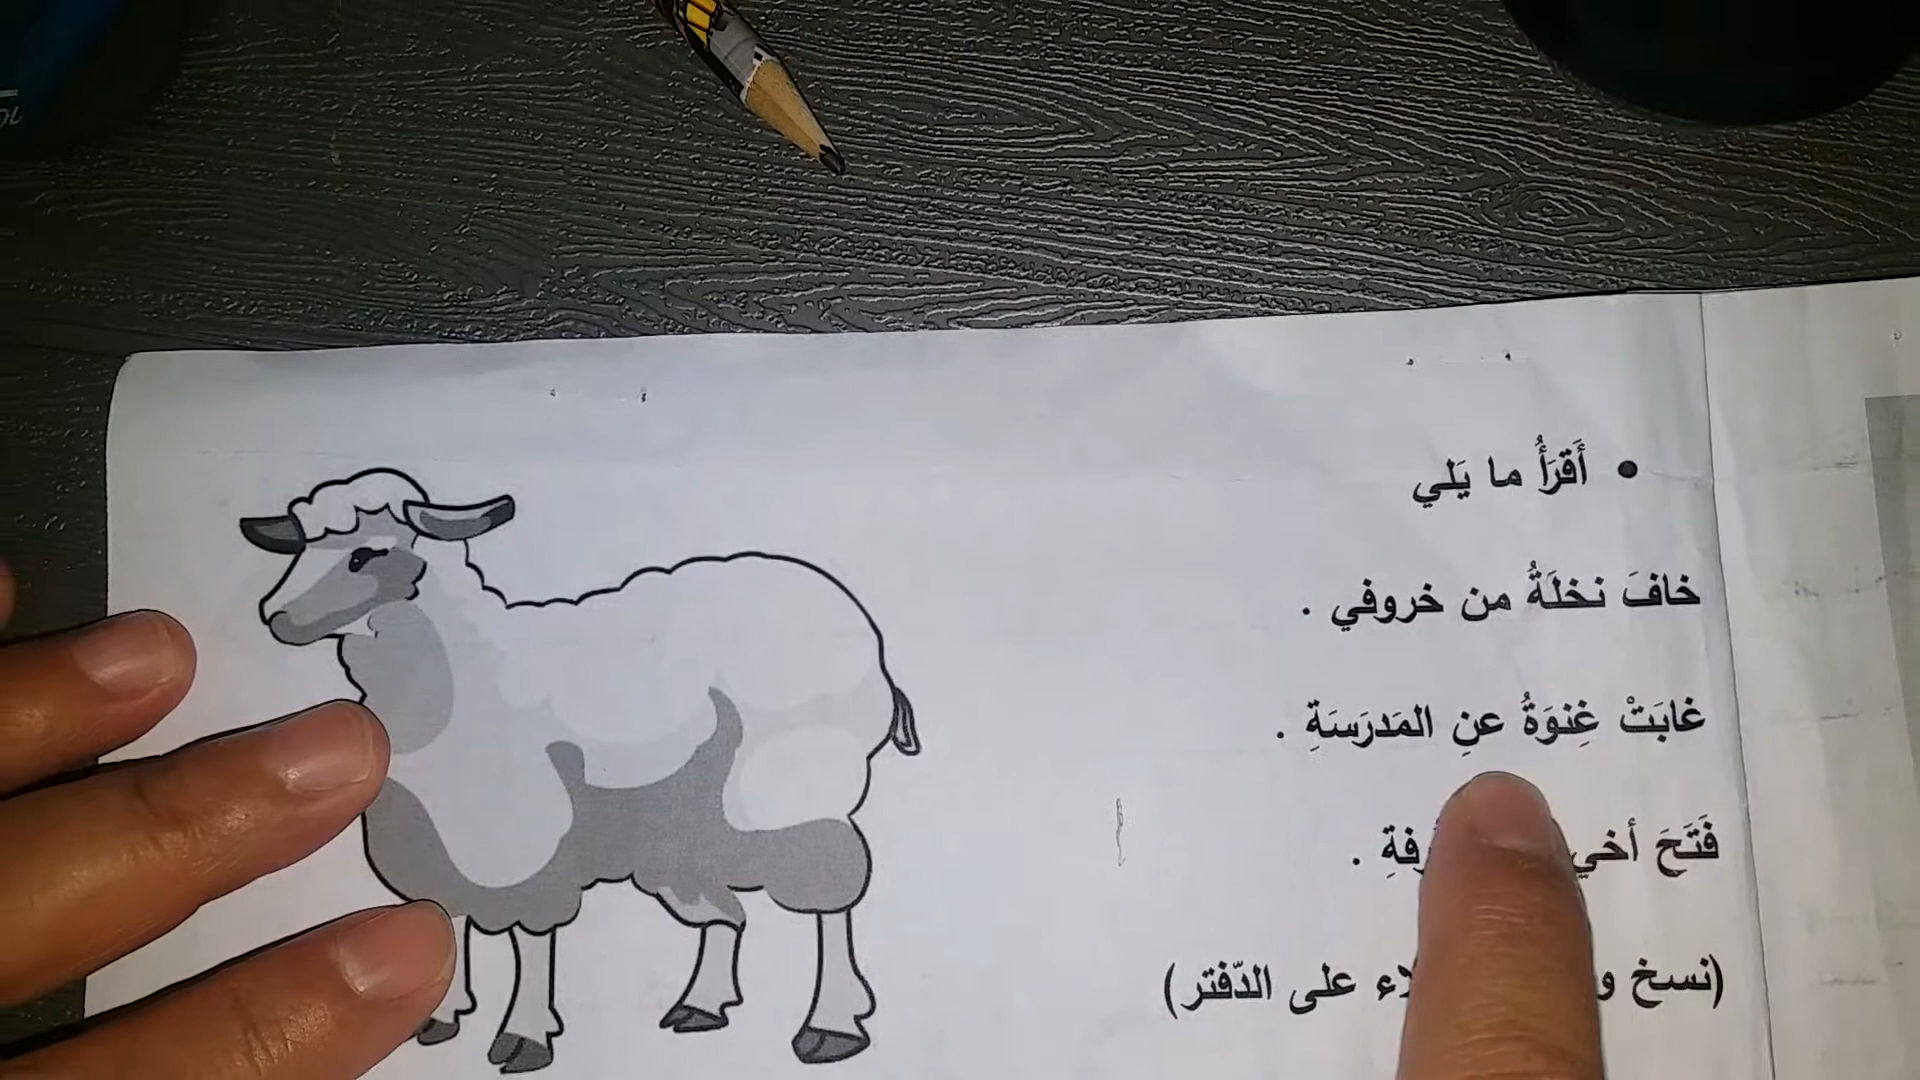 • أَقرَأُ ما يَلي
خافَ نخلَةُ من خروفي .
غابَتْ غِنوَةُ عنِ المَدرَسَةِ .
فَتَحَ أخي .
(نسخ على الدّفتر)